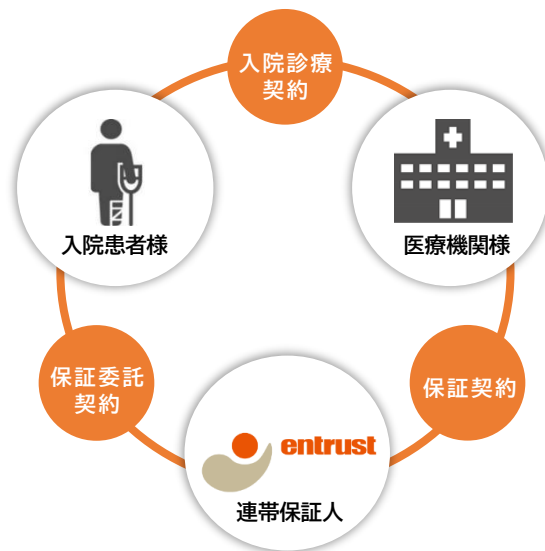 入院診療
契約
入院患者様
医療機関様
保証委託
契約
保証契約
entrust
連帯保証人